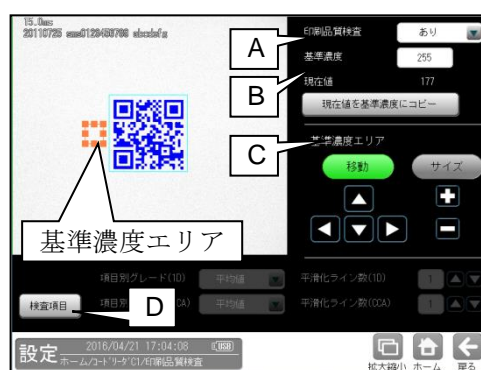 15.0ms
20110725
A
印刷品質検査 あり
基準濃度 255
B
現在値 177
現在値を基準濃度にコピー
C
基準濃度エリア
移動 サイズ
基準濃度エリア
項目別グレード(1D) 平均値 平滑化ライン数(1D) 1
検査項目
D
平均値 平滑化ライン数(CCA) 1
設定 2016/04/21 17:04:08 USB
ホーム/コードリーダC1/印刷品質検査
拡大縮小 ホーム 戻る